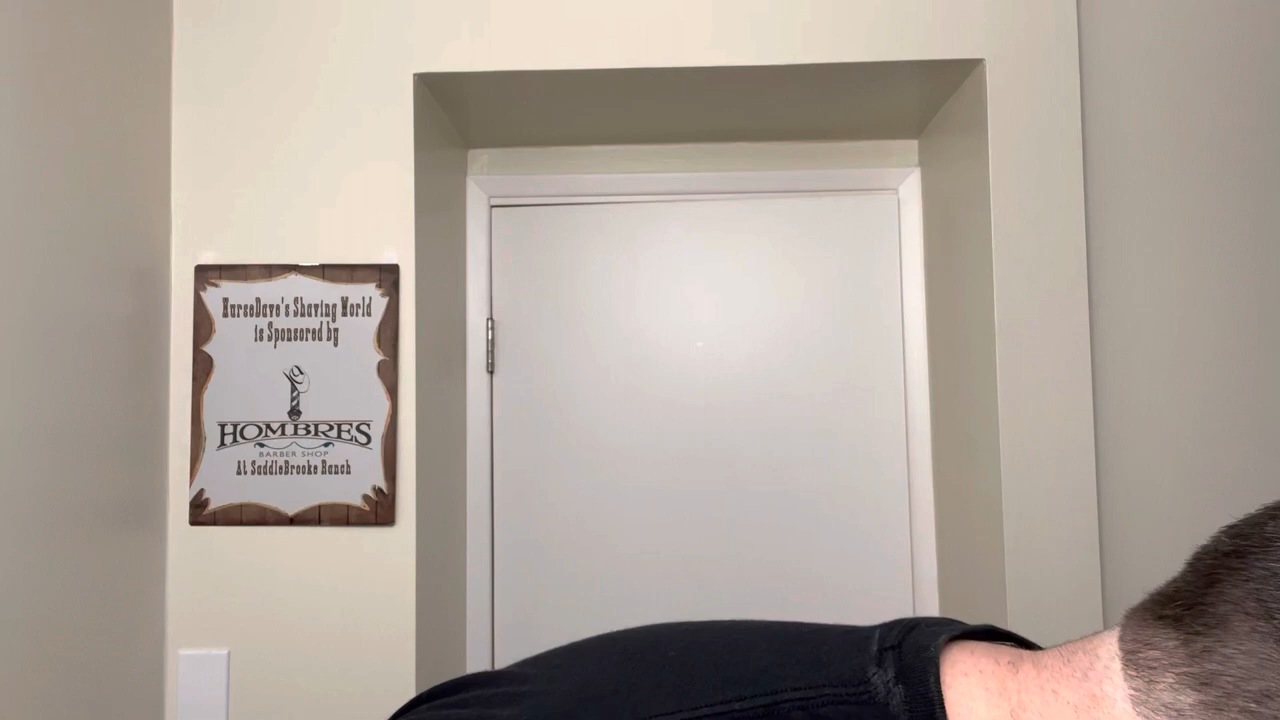 NurseDave's Shaving World
is Sponsored by
HOMBRES
BARBER SHOP
At SaddleBrooke Ranch